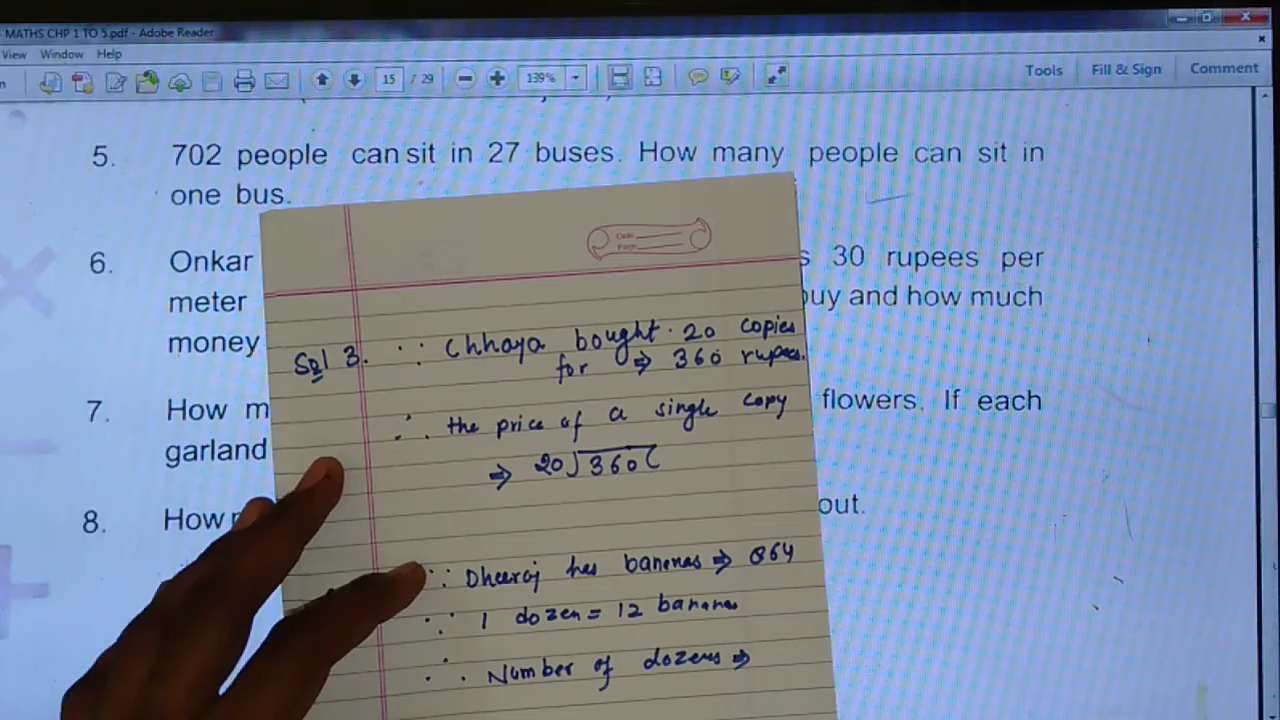 MATHS CHP 1 TO 5.pdf - Adobe Reader
View Window Help
15 / 29 139% Tools Fill & Sign Comment
5. 702 people can sit in 27 buses. How many people can sit in
one bus.
6. Onkar s 30 rupees per
meter buy and how much
money
7. How m flowers. If each
garland
8. How out.
Date
Page
Sol 3. ∵ Chhaya bought 20 copies
for ⇒ 360 rupees.
∴ the price of a single copy
⇒ 20)360(
∵ Dheeraj has bananas ⇒ 864
∵ 1 dozen = 12 bananas
∴ Number of dozens ⇒